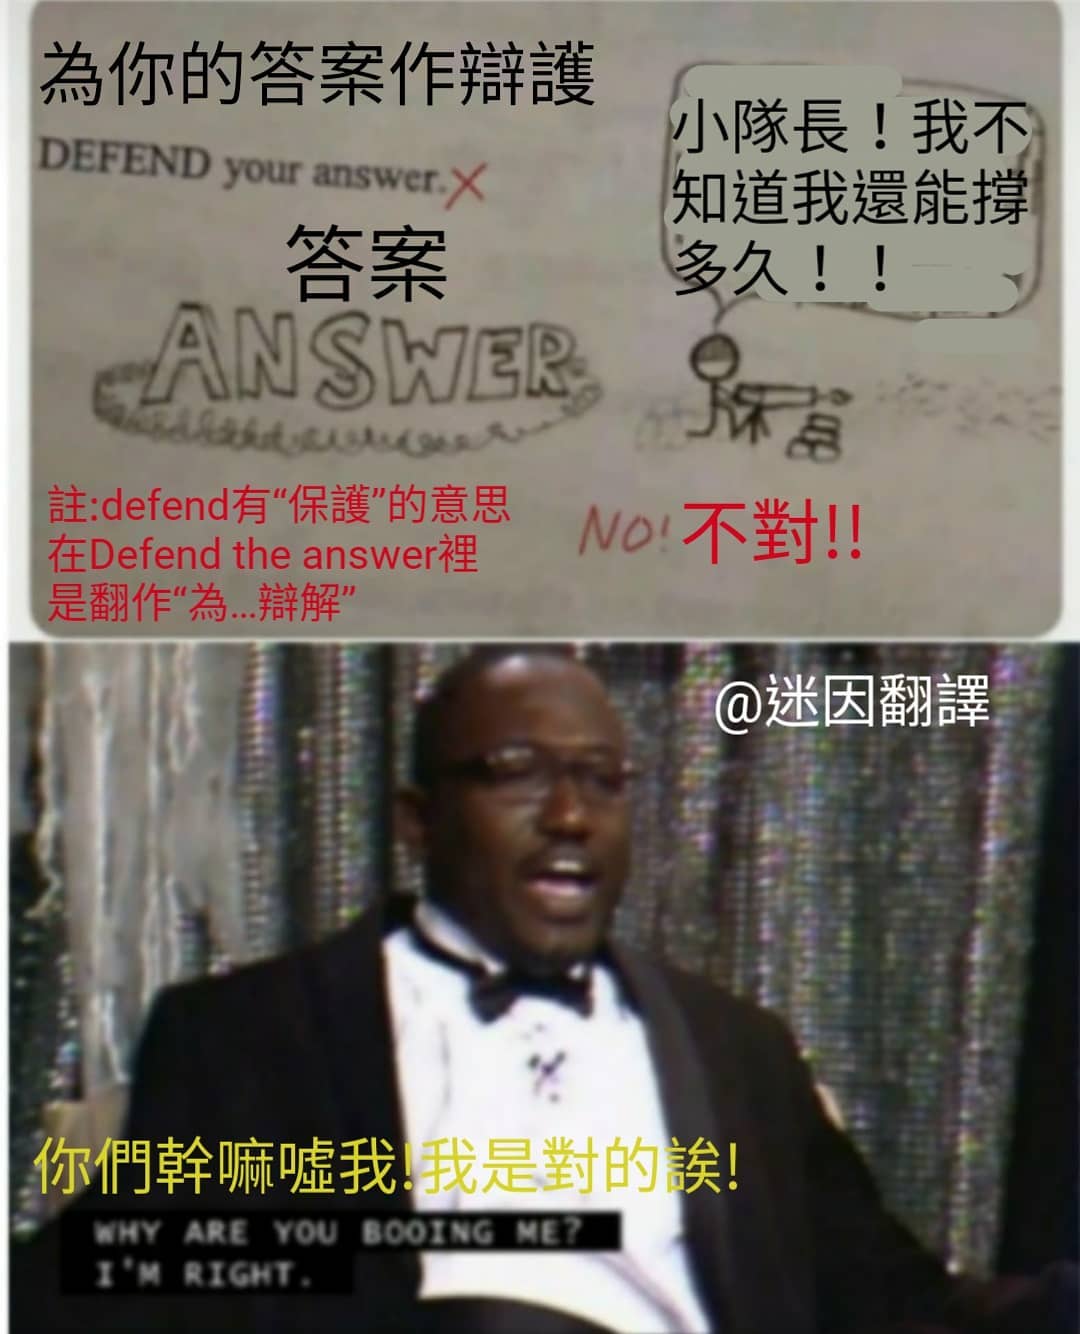 為你的答案作辯護
DEFEND your answer.X
小隊長！我不
知道我還能撐
多久！！
答案
ANSWER
註:defend有“保護”的意思
在Defend the answer裡
是翻作“為...辯解”
NO!
不對!!
@迷因翻譯
你們幹嘛噓我!我是對的誒!
WHY ARE YOU BOOING ME?
I'M RIGHT.